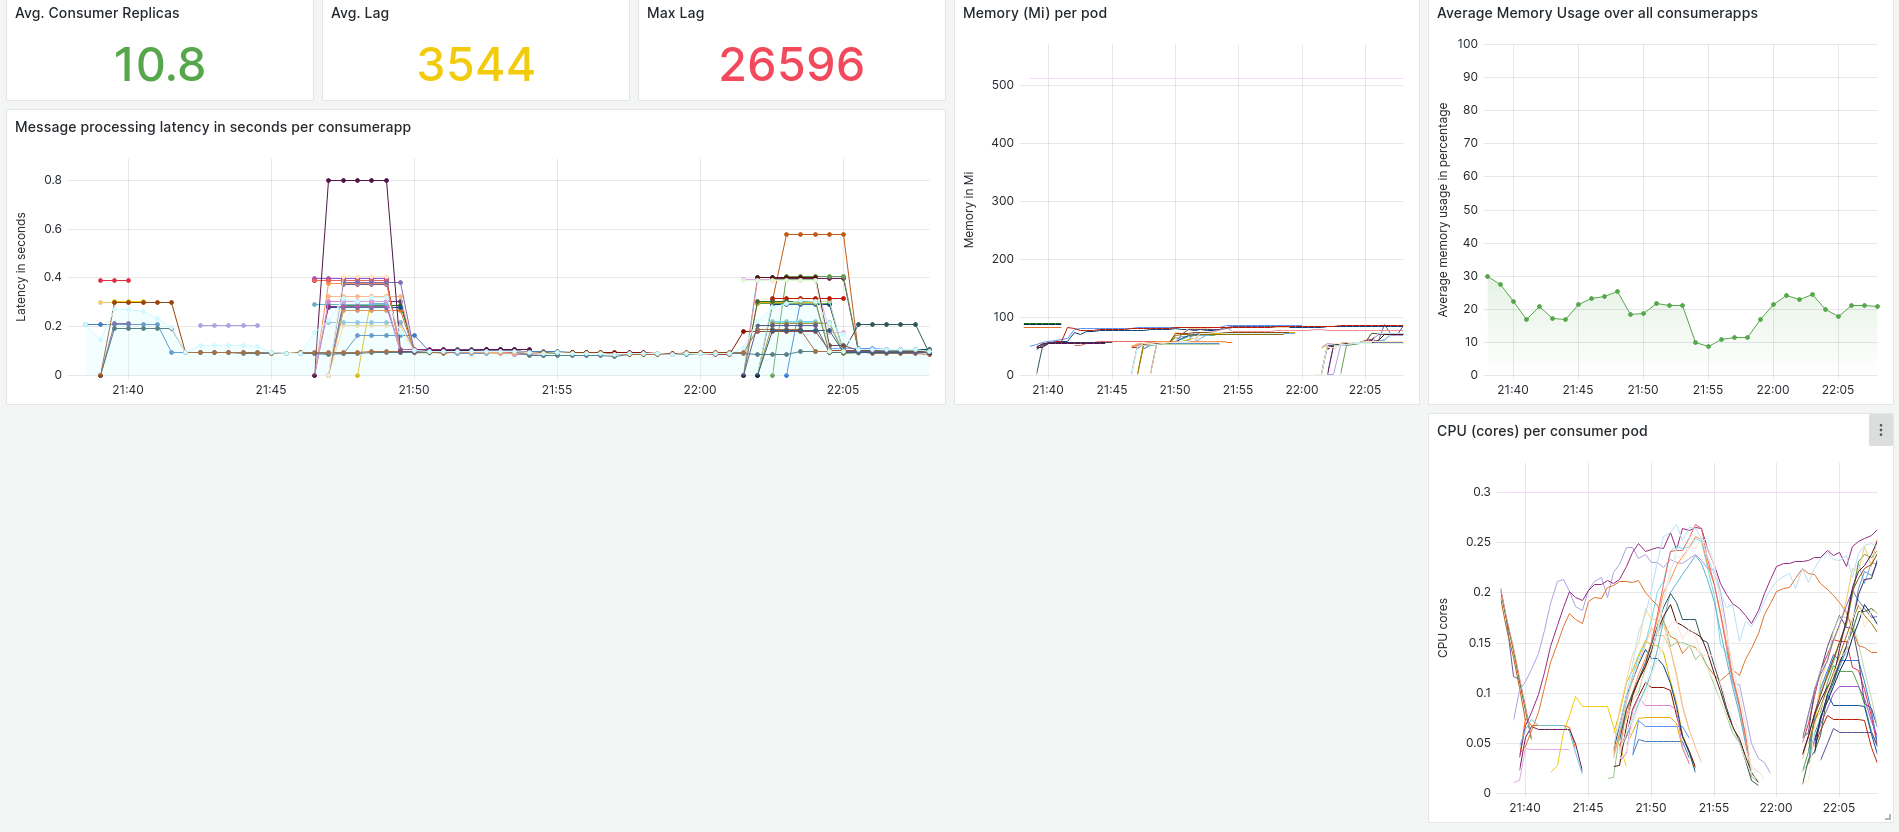 Avg. Consumer Replicas
10.8
Avg. Lag
3544
Max Lag
26596
Message processing latency in seconds per consumerapp
Latency in seconds
0.8
0.6
0.4
0.2
0
21:40 21:45 21:50 21:55 22:00 22:05
Memory (Mi) per pod
Memory in Mi
500
400
300
200
100
0
21:40 21:45 21:50 21:55 22:00 22:05
Average Memory Usage over all consumerapps
Average memory usage in percentage
100
90
80
70
60
50
40
30
20
10
0
21:40 21:45 21:50 21:55 22:00 22:05
CPU (cores) per consumer pod
CPU cores
0.3
0.25
0.2
0.15
0.1
0.05
0
21:40 21:45 21:50 21:55 22:00 22:05